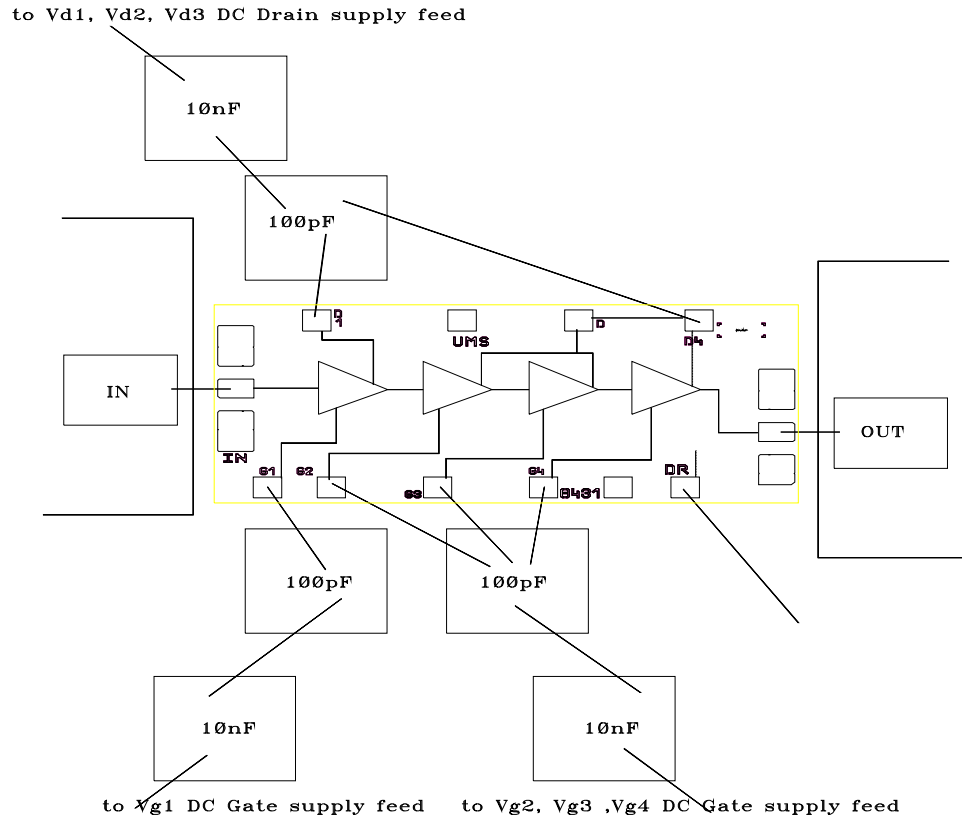 to Vd1, Vd2, Vd3 DC Drain supply feed
10nF
100pF
D
1
UMS
D
D4
IN
OUT
IN
G1
G2
G3
G4
8431
DR
100pF
100pF
10nF
10nF
to Vg1 DC Gate supply feed
to Vg2, Vg3 ,Vg4 DC Gate supply feed